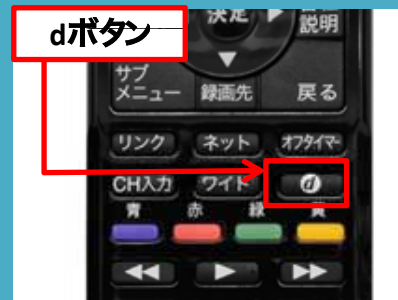 dボタン
決定
説明
サブ
メニュー
録画先
戻る
リンク
ネット
オフタイマー
CH入力
ワイド
d
青
赤
緑
黄